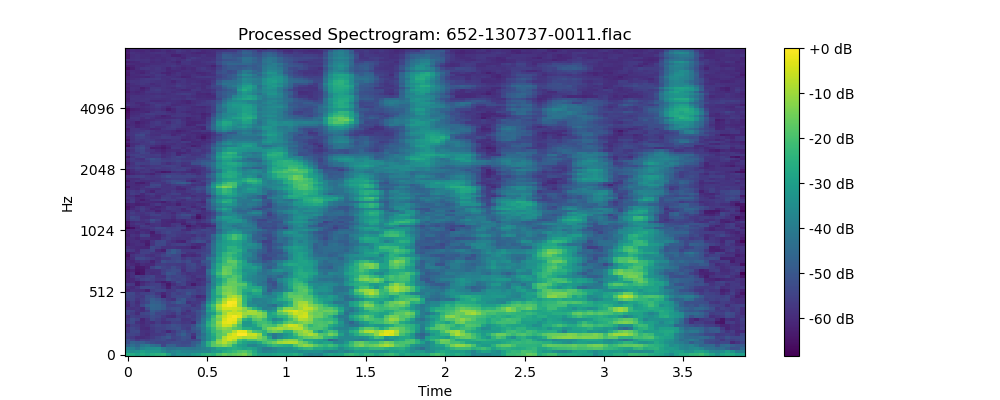 Processed Spectrogram: 652-130737-0011.flac
Hz
4096
2048
1024
512
0
0 0.5 1 1.5 2 2.5 3 3.5
Time
+0 dB
-10 dB
-20 dB
-30 dB
-40 dB
-50 dB
-60 dB